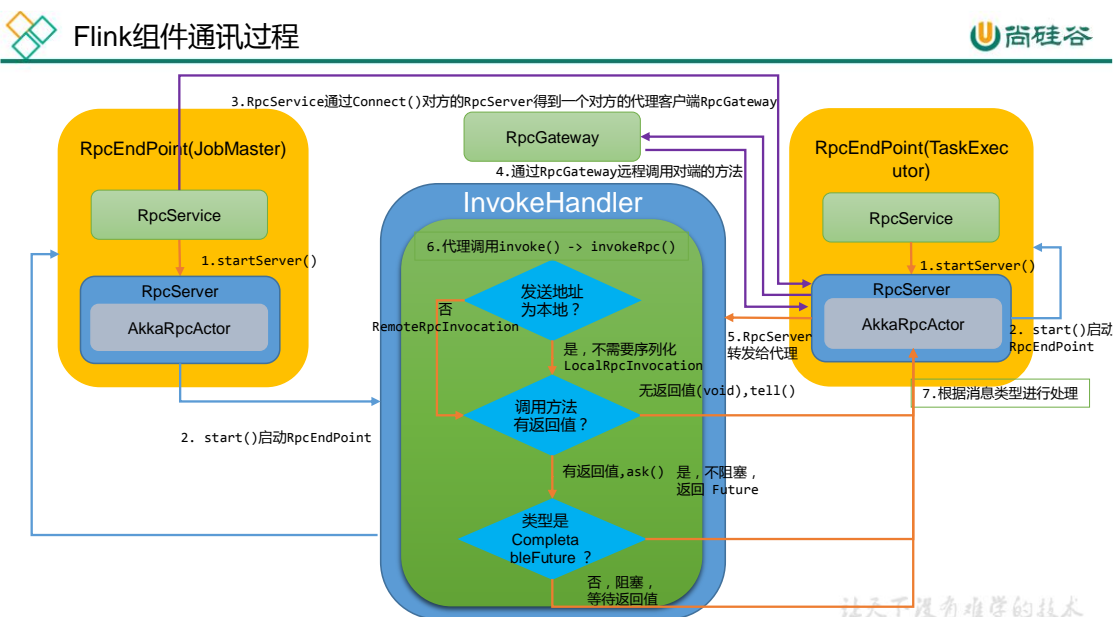 Flink组件通讯过程
尚硅谷
3.RpcService通过Connect()对方的RpcServer得到一个对方的代理客户端RpcGateway
RpcEndPoint(JobMaster)
RpcService
1.startServer()
RpcServer
AkkaRpcActor
2. start()启动RpcEndPoint
RpcGateway
4.通过RpcGateway远程调用对端的方法
InvokeHandler
6.代理调用invoke() -> invokeRpc()
发送地址
为本地？
否
RemoteRpcInvocation
是，不需要序列化
LocalRpcInvocation
调用方法
有返回值？
无返回值(void),tell()
有返回值,ask()
是，不阻塞，
返回 Future
类型是
Completa
bleFuture ？
否，阻塞，
等待返回值
RpcEndPoint(TaskExec
utor)
RpcService
1.startServer()
RpcServer
AkkaRpcActor
2. start()启动
RpcEndPoint
5.RpcServer
转发给代理
7.根据消息类型进行处理
让天下没有难学的技术